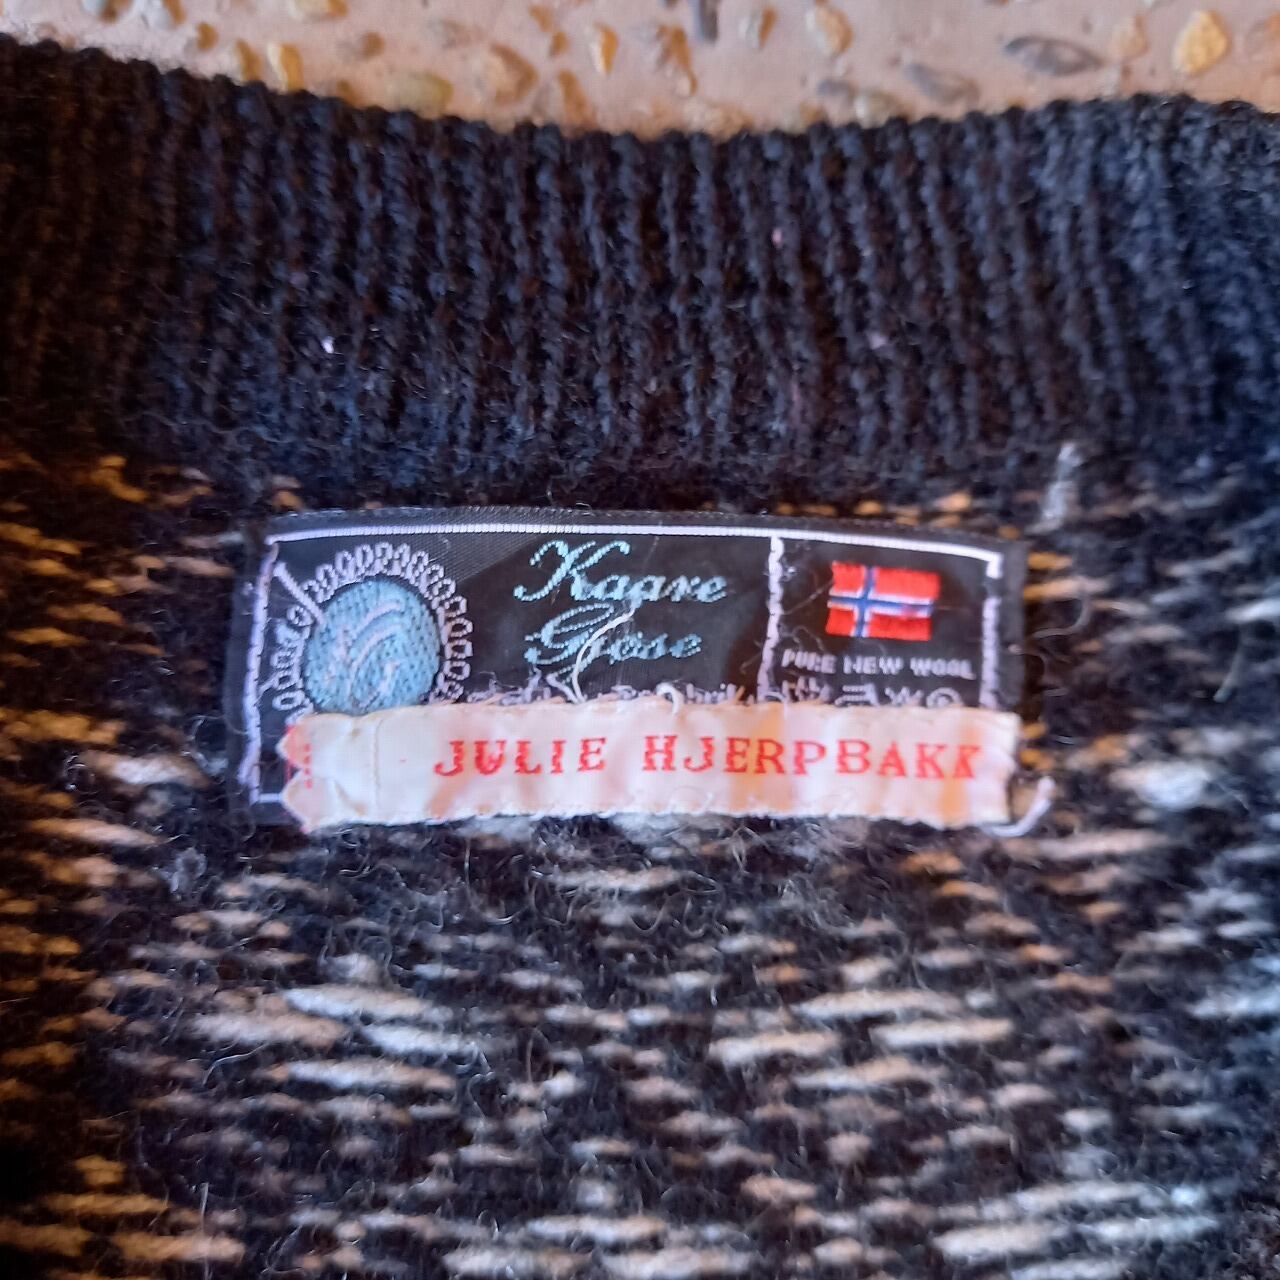 Kaare
Grøse
PURE NEW WOOL
JULIE HJERPBAKK